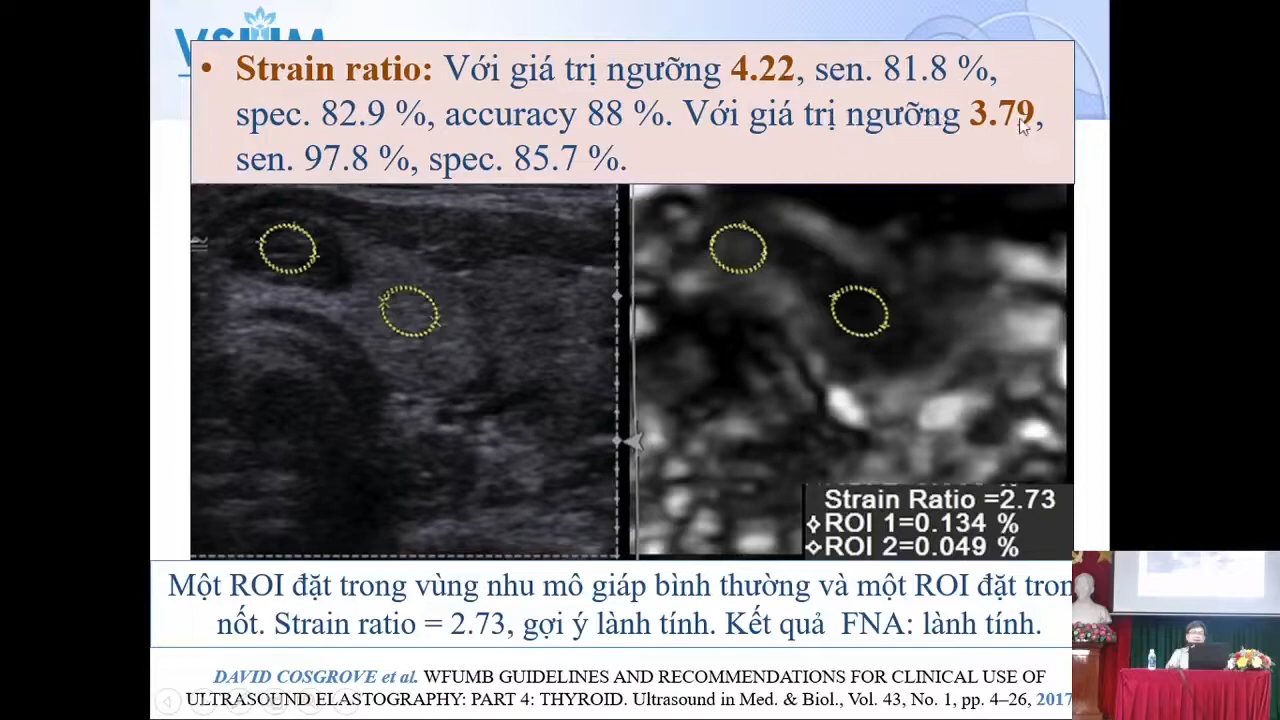 • Strain ratio: Với giá trị ngưỡng 4.22, sen. 81.8 %,
spec. 82.9 %, accuracy 88 %. Với giá trị ngưỡng 3.79,
sen. 97.8 %, spec. 85.7 %.
Strain Ratio =2.73
ROI 1=0.134 %
ROI 2=0.049 %
Một ROI đặt trong vùng nhu mô giáp bình thường và một ROI đặt tron
nốt. Strain ratio = 2.73, gợi ý lành tính. Kết quả FNA: lành tính.
DAVID COSGROVE et al. WFUMB GUIDELINES AND RECOMMENDATIONS FOR CLINICAL USE OF
ULTRASOUND ELASTOGRAPHY: PART 4: THYROID. Ultrasound in Med. & Biol., Vol. 43, No. 1, pp. 4–26, 2017